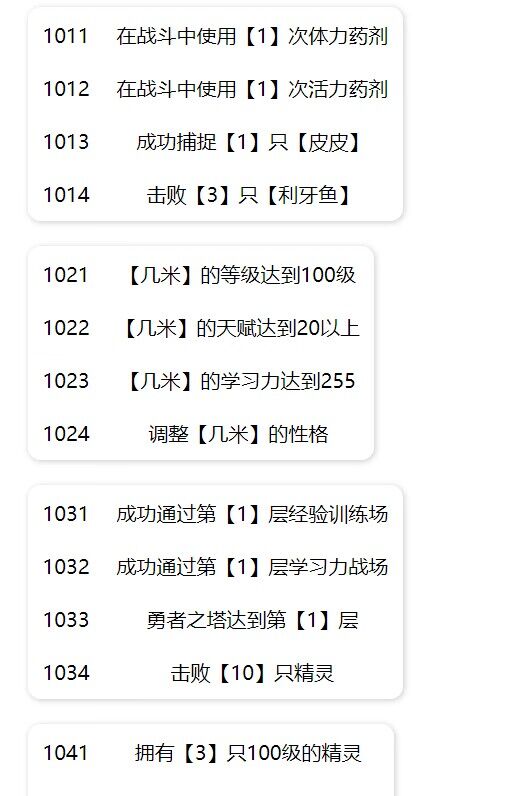 1011 在战斗中使用【1】次体力药剂
1012 在战斗中使用【1】次活力药剂
1013 成功捕捉【1】只【皮皮】
1014 击败【3】只【利牙鱼】
1021 【几米】的等级达到100级
1022 【几米】的天赋达到20以上
1023 【几米】的学习力达到255
1024 调整【几米】的性格
1031 成功通过第【1】层经验训练场
1032 成功通过第【1】层学习力战场
1033 勇者之塔达到第【1】层
1034 击败【10】只精灵
1041 拥有【3】只100级的精灵